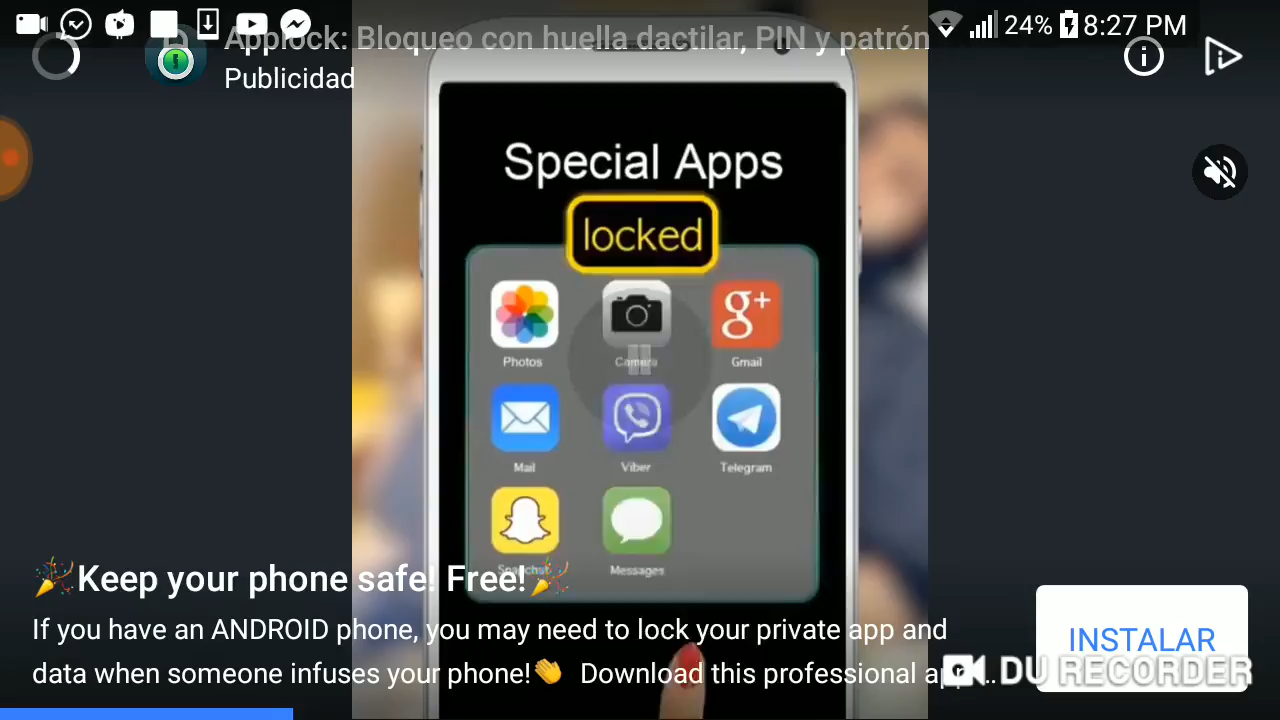 24% 8:27 PM
Applock: Bloqueo con huella dactilar, PIN y patrón
Publicidad
Special Apps
locked
Photos
Camera
Gmail
Mail
Viber
Telegram
Messages
🎉Keep your phone safe! Free!🎉
If you have an ANDROID phone, you may need to lock your private app and
data when someone infuses your phone!👏 Download this professional
INSTALAR
DU RECORDER